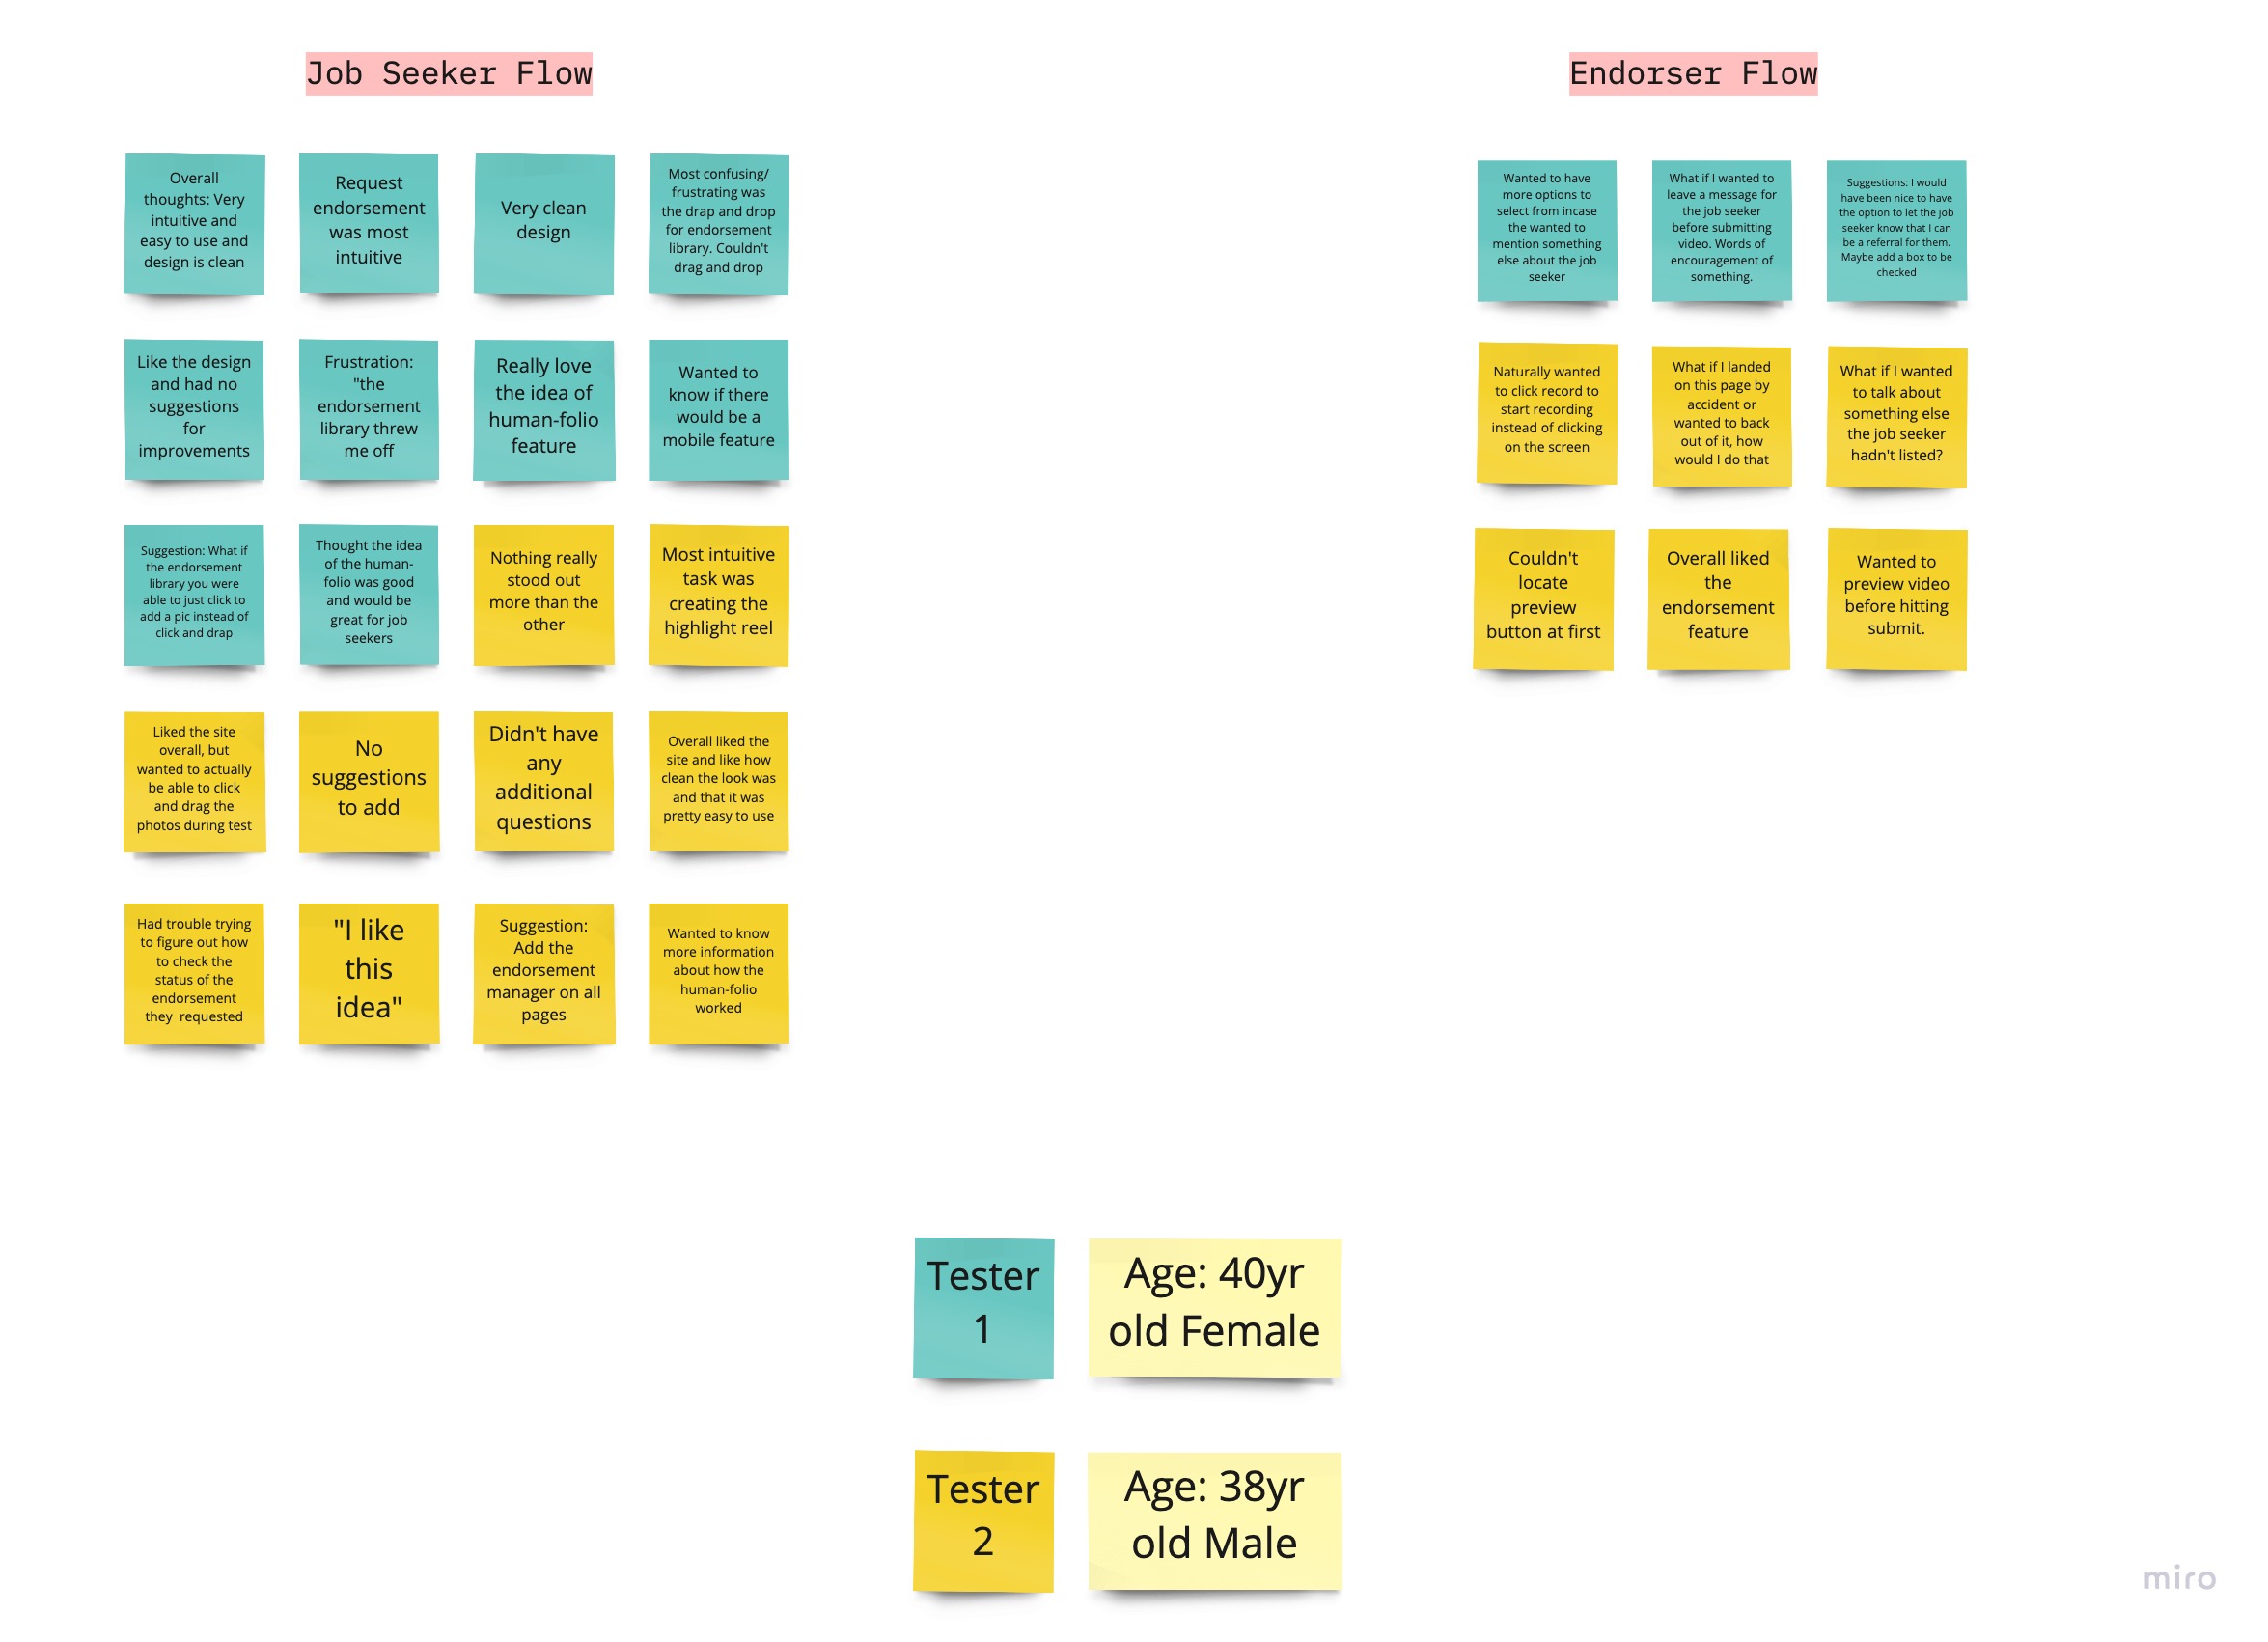 Job Seeker Flow
Endorser Flow
Overall
thoughts: Very
intuitive and
easy to use and
design is clean
Request
endorsement
was most
intuitive
Very clean
design
Most confusing/
frustrating was
the drap and drop
for endorsement
library. Couldn't
drag and drop
Like the design
and had no
suggestions
for
improvements
Frustration:
"the
endorsement
library threw
me off
Really love
the idea of
human-folio
feature
Wanted to
know if there
would be a
mobile feature
Suggestion: What if
the endorsement
library you were
able to just click to
add a pic instead of
click and drap
Thought the idea
of the human-
folio was good
and would be
great for job
seekers
Nothing really
stood out
more than the
other
Most intuitive
task was
creating the
highlight reel
Liked the site
overall, but
wanted to actually
be able to click
and drag the
photos during test
No
suggestions
to add
Didn't have
any
additional
questions
Overall liked the
site and like how
clean the look was
and that it was
pretty easy to use
Had trouble trying
to figure out how
to check the
status of the
endorsement
they requested
"I like
this
idea"
Suggestion:
Add the
endorsement
manager on all
pages
Wanted to know
more information
about how the
human-folio
worked
Wanted to have
more options to
select from incase
the wanted to
mention something
else about the job
seeker
What if I wanted to
leave a message for
the job seeker
before submitting
video. Words of
encouragement of
something.
Suggestions: I would
have been nice to have
the option to let the job
seeker know that I can
be a referral for them.
Maybe add a box to be
checked
Naturally wanted
to click record to
start recording
instead of clicking
on the screen
What if I landed
on this page by
accident or
wanted to back
out of it, how
would I do that
What if I wanted
to talk about
something else
the job seeker
hadn't listed?
Couldn't
locate
preview
button at first
Overall liked
the
endorsement
feature
Wanted to
preview video
before hitting
submit.
Tester
1
Age: 40yr
old Female
Tester
2
Age: 38yr
old Male
miro